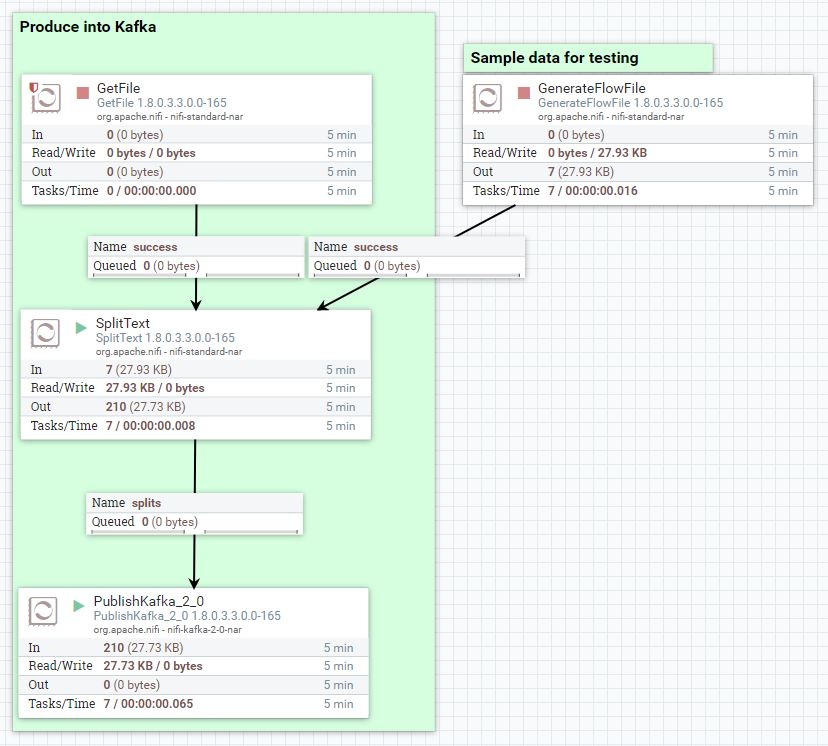 Produce into Kafka
GetFile
GetFile 1.8.0.3.3.0.0-165
org.apache.nifi - nifi-standard-nar
In 0 (0 bytes) 5 min
Read/Write 0 bytes / 0 bytes 5 min
Out 0 (0 bytes) 5 min
Tasks/Time 0 / 00:00:00.000 5 min
Sample data for testing
GenerateFlowFile
GenerateFlowFile 1.8.0.3.3.0.0-165
org.apache.nifi - nifi-standard-nar
In 0 (0 bytes) 5 min
Read/Write 0 bytes / 27.93 KB 5 min
Out 7 (27.93 KB) 5 min
Tasks/Time 7 / 00:00:00.016 5 min
Name success
Queued 0 (0 bytes)
Name success
Queued 0 (0 bytes)
SplitText
SplitText 1.8.0.3.3.0.0-165
org.apache.nifi - nifi-standard-nar
In 7 (27.93 KB) 5 min
Read/Write 27.93 KB / 0 bytes 5 min
Out 210 (27.73 KB) 5 min
Tasks/Time 7 / 00:00:00.008 5 min
Name splits
Queued 0 (0 bytes)
PublishKafka_2_0
PublishKafka_2_0 1.8.0.3.3.0.0-165
org.apache.nifi - nifi-kafka-2-0-nar
In 210 (27.73 KB) 5 min
Read/Write 27.73 KB / 0 bytes 5 min
Out 0 (0 bytes) 5 min
Tasks/Time 7 / 00:00:00.065 5 min